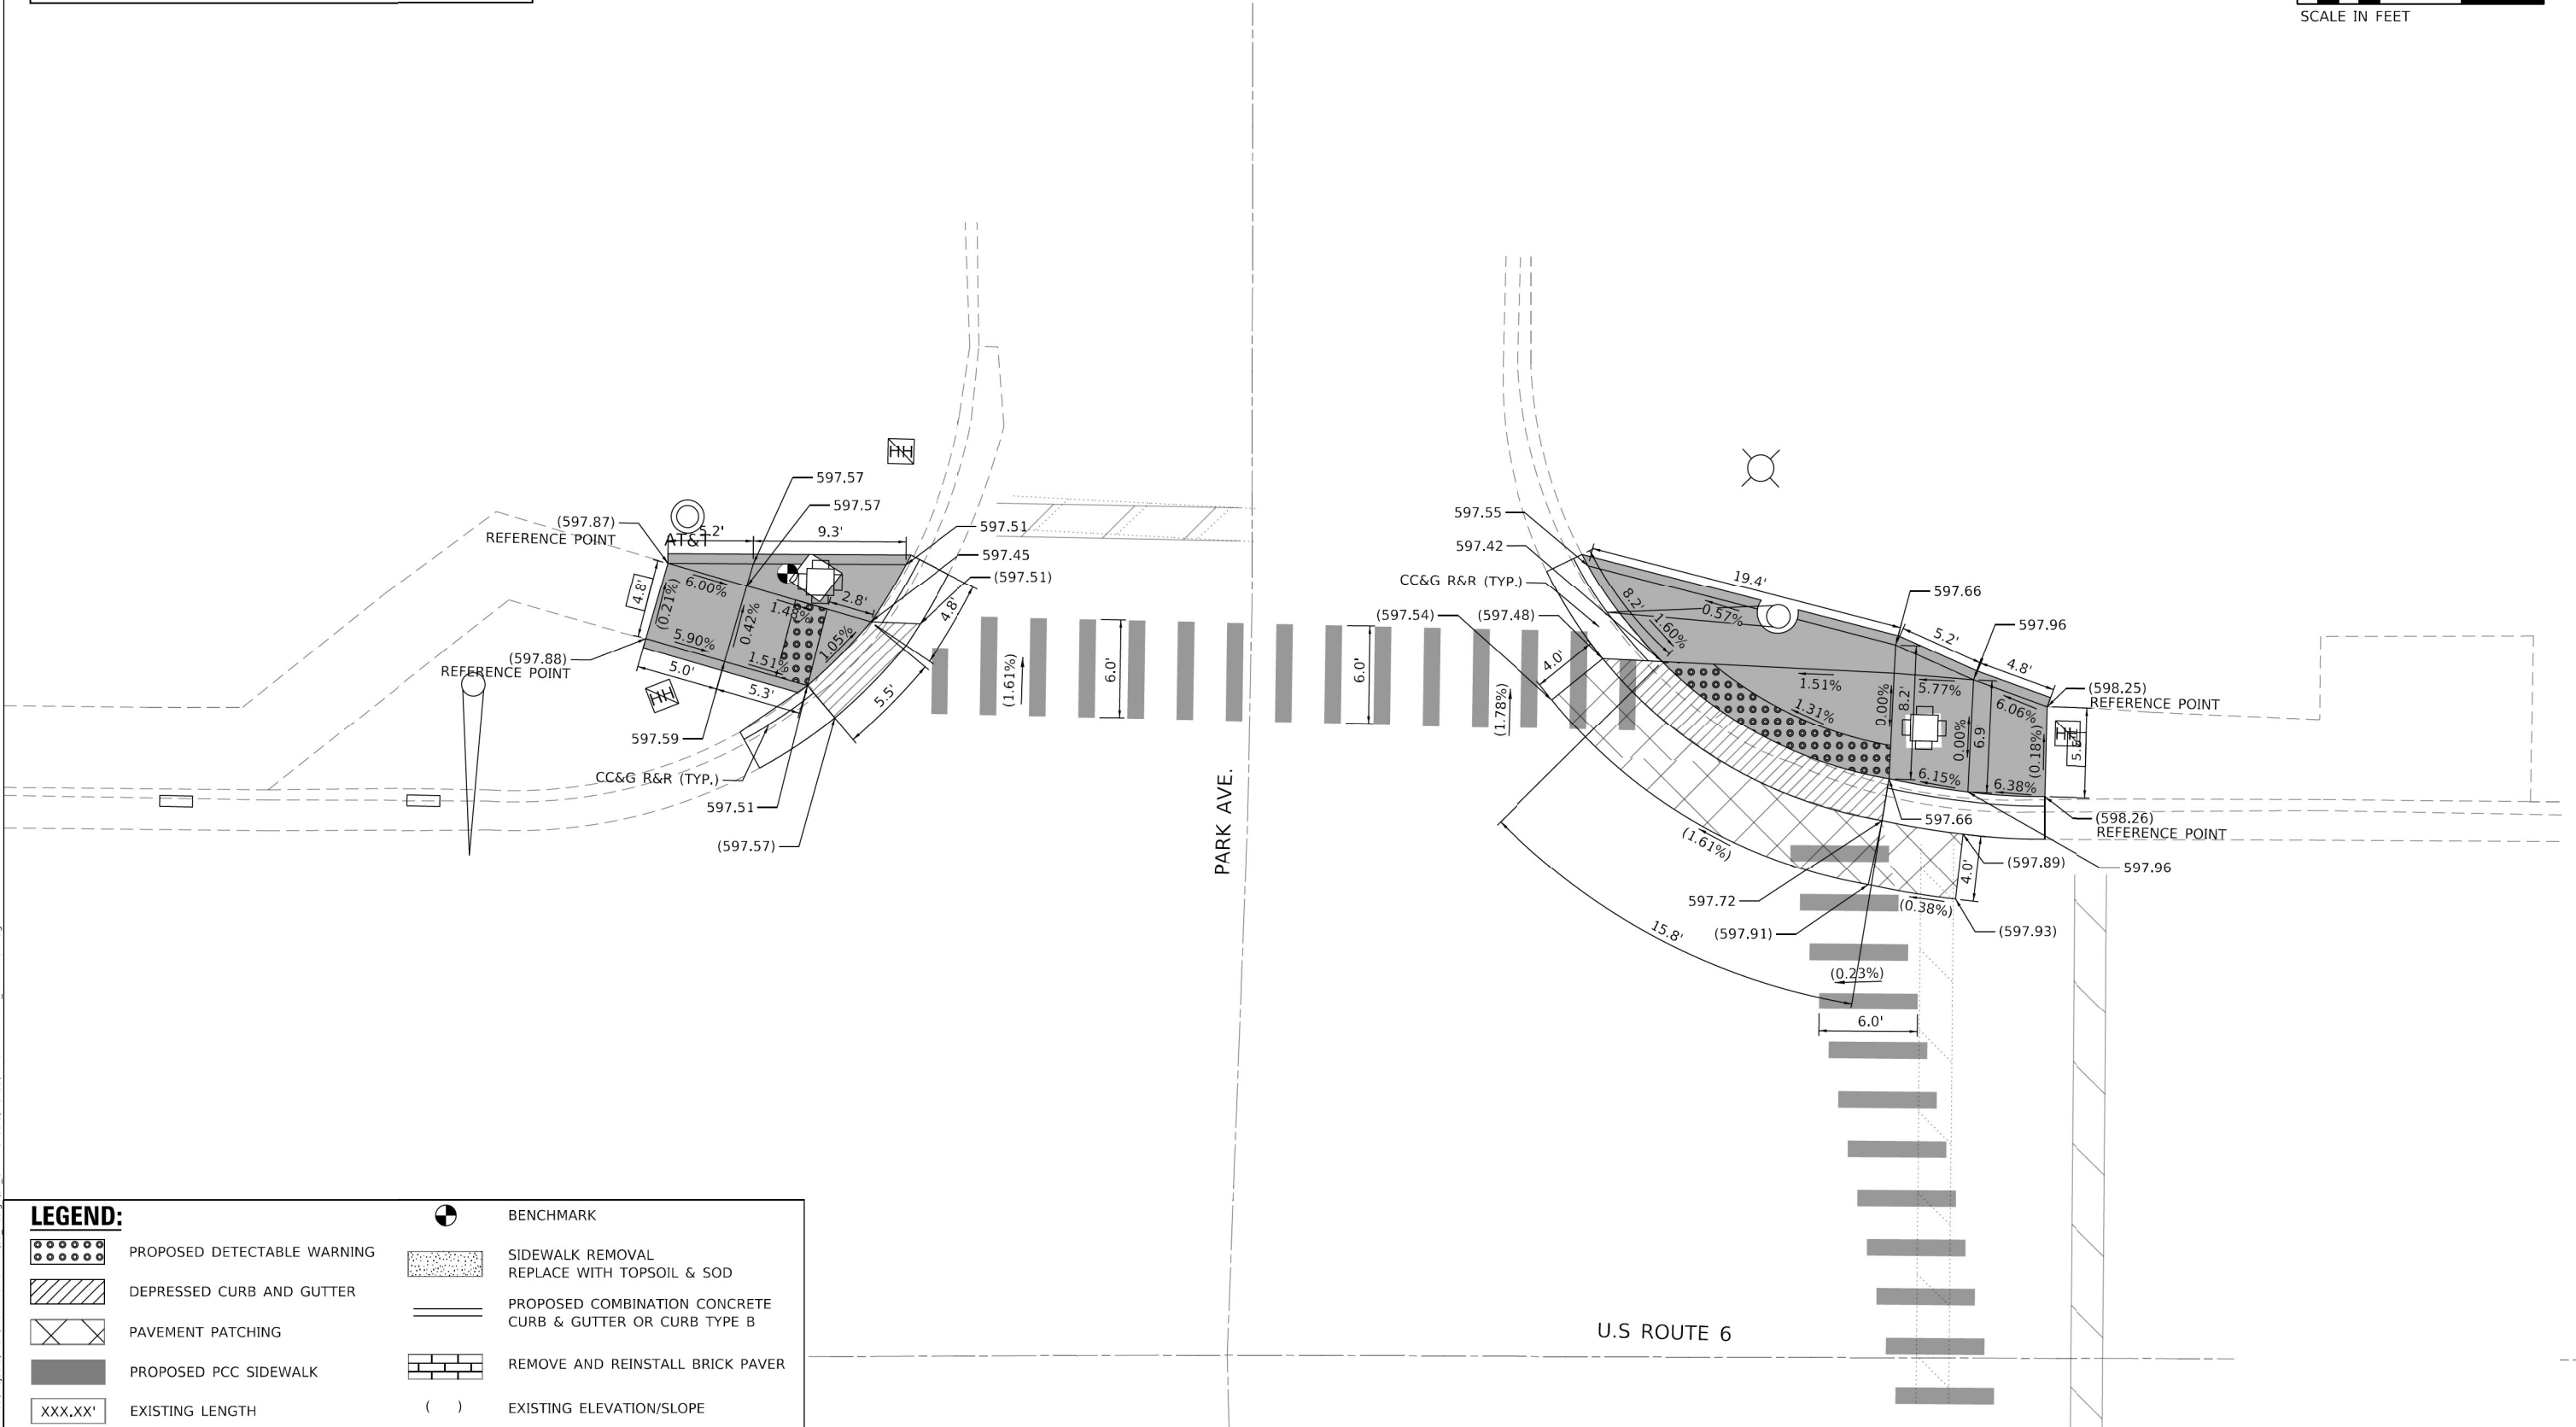 SCALE IN FEET
597.57
597.57
(597.87)
REFERENCE POINT
AT&T
5.2'
9.3'
597.51
597.45
(597.51)
HH
4.8'
(0.21%)
6.00%
0.42%
1.48%
2.8'
1.05%
4.8'
5.90%
1.51%
(597.88)
REFERENCE POINT
5.0'
5.3'
5.5'
HH
597.59
CC&G R&R (TYP.)
597.51
(597.57)
(1.61%)
6.0'
PARK AVE.
6.0'
(1.78%)
597.55
597.42
CC&G R&R (TYP.)
(597.54)
(597.48)
4.0'
8.2'
1.60%
0.57%
19.4'
597.66
597.96
5.2'
4.8'
(598.25)
REFERENCE POINT
1.51%
1.31%
0.00%
8.2'
5.77%
6.06%
0.00%
6.9
(0.18%)
6.15%
6.38%
597.66
(598.26)
REFERENCE POINT
(597.89)
597.96
4.0'
(1.61%)
597.72
(597.91)
(0.38%)
(597.93)
15.8'
(0.23%)
6.0'
U.S ROUTE 6
LEGEND:
PROPOSED DETECTABLE WARNING
DEPRESSED CURB AND GUTTER
PAVEMENT PATCHING
PROPOSED PCC SIDEWALK
XXX.XX'
EXISTING LENGTH
BENCHMARK
SIDEWALK REMOVAL
REPLACE WITH TOPSOIL & SOD
PROPOSED COMBINATION CONCRETE
CURB & GUTTER OR CURB TYPE B
REMOVE AND REINSTALL BRICK PAVER
( )
EXISTING ELEVATION/SLOPE